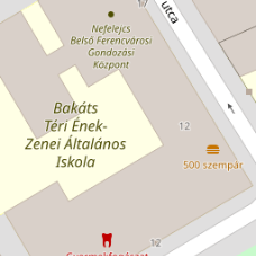 17
utca
Nefelejcs
Belső Ferencvárosi
Gondozási
Központ
Bakáts
Téri Ének-
Zenei Általános
Iskola
12
500 szempár
12